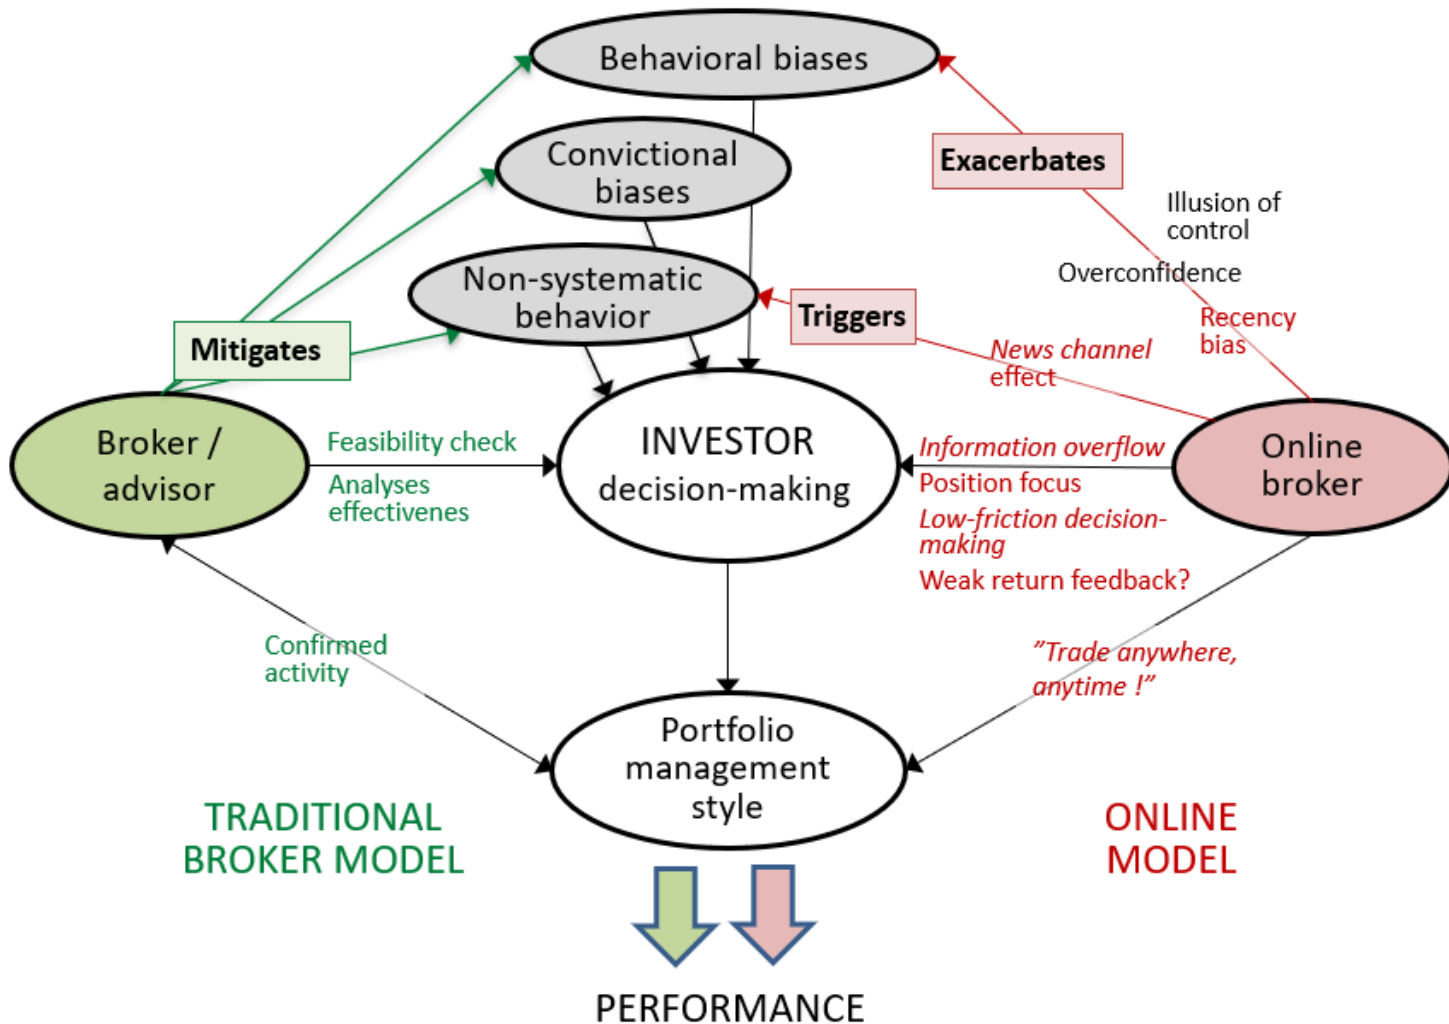 Behavioral biases
Convictional
biases
Exacerbates
Illusion of
control
Overconfidence
Non-systematic
behavior
Triggers
Recency
bias
Mitigates
News channel
effect
Broker /
advisor
Feasibility check
Analyses
effectivenes
INVESTOR
decision-making
Information overflow
Position focus
Low-friction decision-
making
Weak return feedback?
Online
broker
Confirmed
activity
”Trade anywhere,
anytime !”
Portfolio
management
style
TRADITIONAL
BROKER MODEL
ONLINE
MODEL
PERFORMANCE